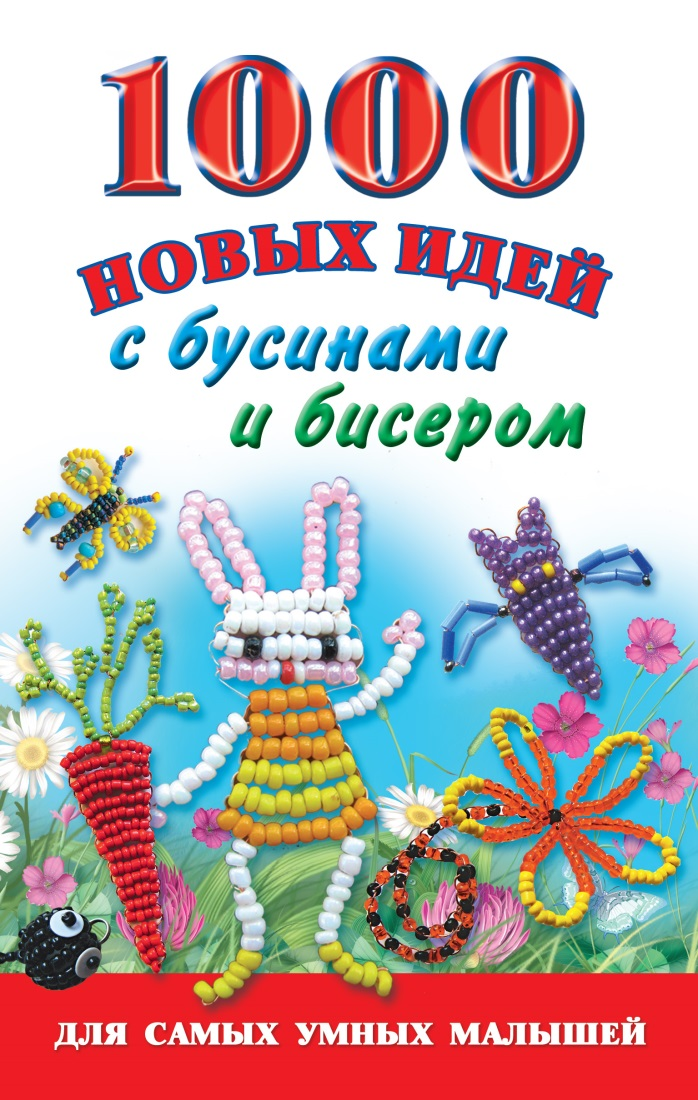 1000
НОВЫХ ИДЕЙ
с бусинами
и бисером
ДЛЯ САМЫХ УМНЫХ МАЛЫШЕЙ